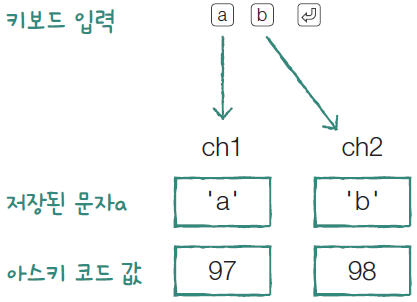 키보드 입력 a b ↵
ch1 ch2
저장된 문자a 'a' 'b'
아스키 코드 값 97 98